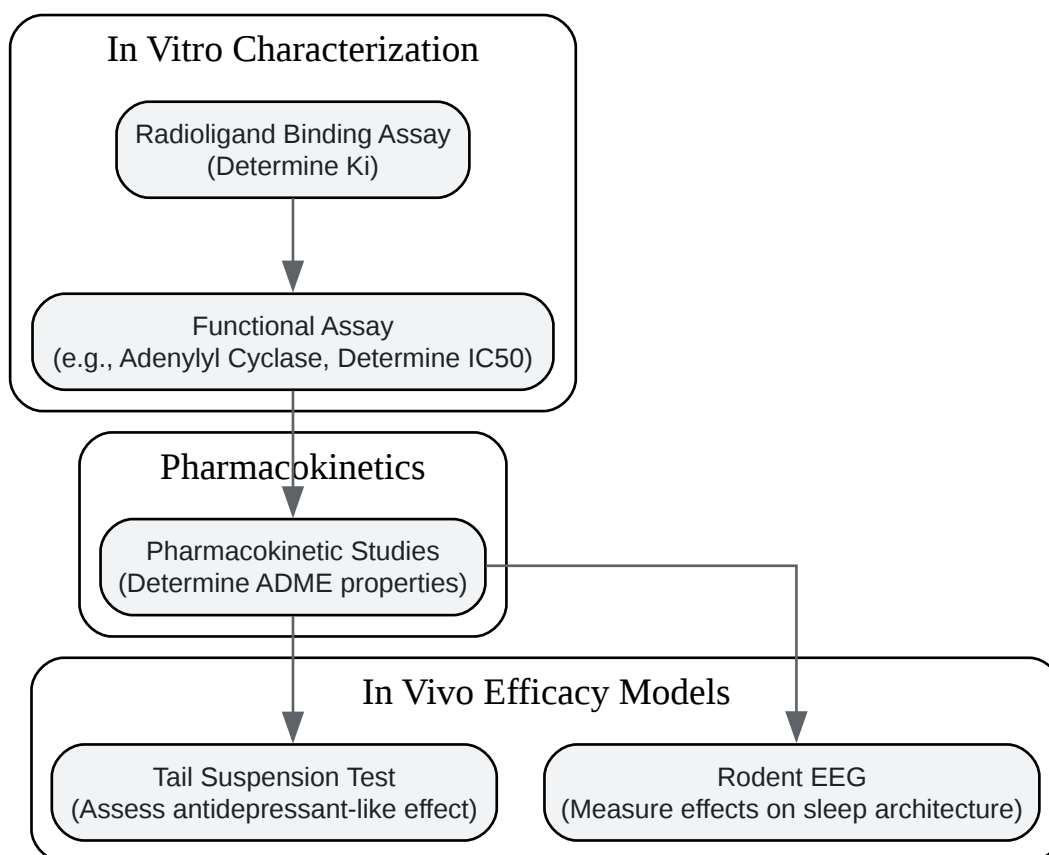 In Vitro Characterization
Radioligand Binding Assay
(Determine Ki)
Functional Assay
(e.g., Adenylyl Cyclase, Determine IC50)
Pharmacokinetics
Pharmacokinetic Studies
(Determine ADME properties)
In Vivo Efficacy Models
Tail Suspension Test
(Assess antidepressant-like effect)
Rodent EEG
(Measure effects on sleep architecture)